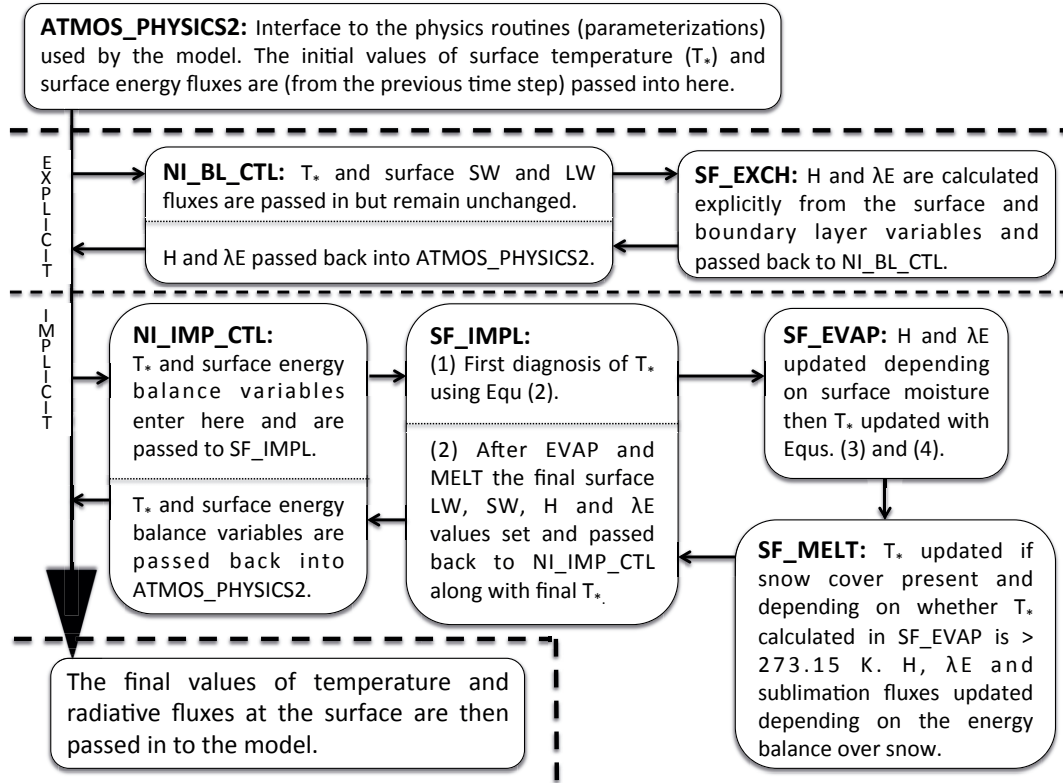 ATMOS_PHYSICS2: Interface to the physics routines (parameterizations)
used by the model. The initial values of surface temperature (T*) and
surface energy fluxes are (from the previous time step) passed into here.
EXPLICIT
NI_BL_CTL: T* and surface SW and LW
fluxes are passed in but remain unchanged.
H and λE passed back into ATMOS_PHYSICS2.
SF_EXCH: H and λE are calculated
explicitly from the surface and
boundary layer variables and
passed back to NI_BL_CTL.
IMPLICIT
NI_IMP_CTL:
T* and surface energy
balance variables
enter here and are
passed to SF_IMPL.
T* and surface energy
balance variables are
passed back into
ATMOS_PHYSICS2.
SF_IMPL:
(1) First diagnosis of T*
using Equ (2).
(2) After EVAP and
MELT the final surface
LW, SW, H and λE
values set and passed
back to NI_IMP_CTL
along with final T*.
SF_EVAP: H and λE
updated depending
on surface moisture
then T* updated with
Equs. (3) and (4).
SF_MELT: T* updated if
snow cover present and
depending on whether T*
calculated in SF_EVAP is >
273.15 K. H, λE and
sublimation fluxes updated
depending on the energy
balance over snow.
The final values of temperature and
radiative fluxes at the surface are then
passed in to the model.